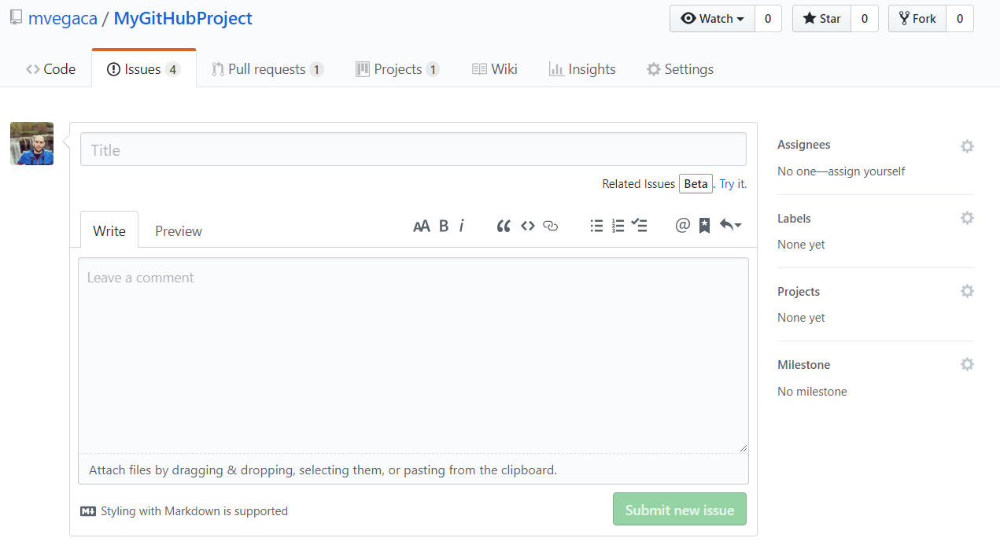 mvegaca / MyGitHubProject
Watch 0 Star 0 Fork 0
Code Issues 4 Pull requests 1 Projects 1 Wiki Insights Settings
Title
Related Issues Beta. Try it.
Write Preview
AA B i
Leave a comment
Attach files by dragging & dropping, selecting them, or pasting from the clipboard.
M Styling with Markdown is supported
Submit new issue
Assignees
No one—assign yourself
Labels
None yet
Projects
None yet
Milestone
No milestone